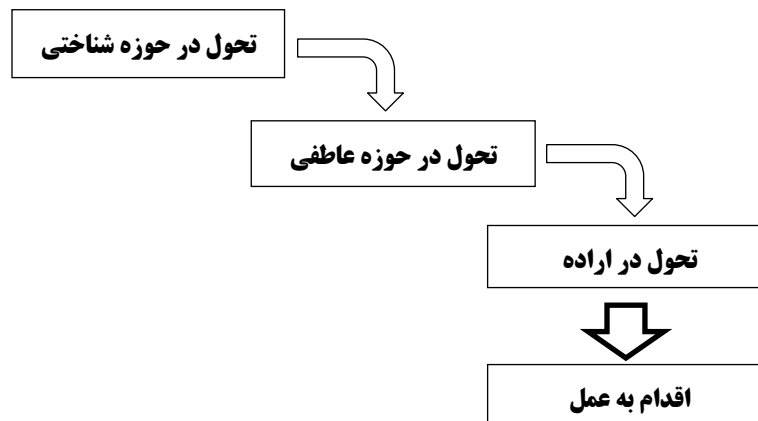 تحول در حوزه شناختی
تحول در حوزه عاطفی
تحول در اراده
اقدام به عمل